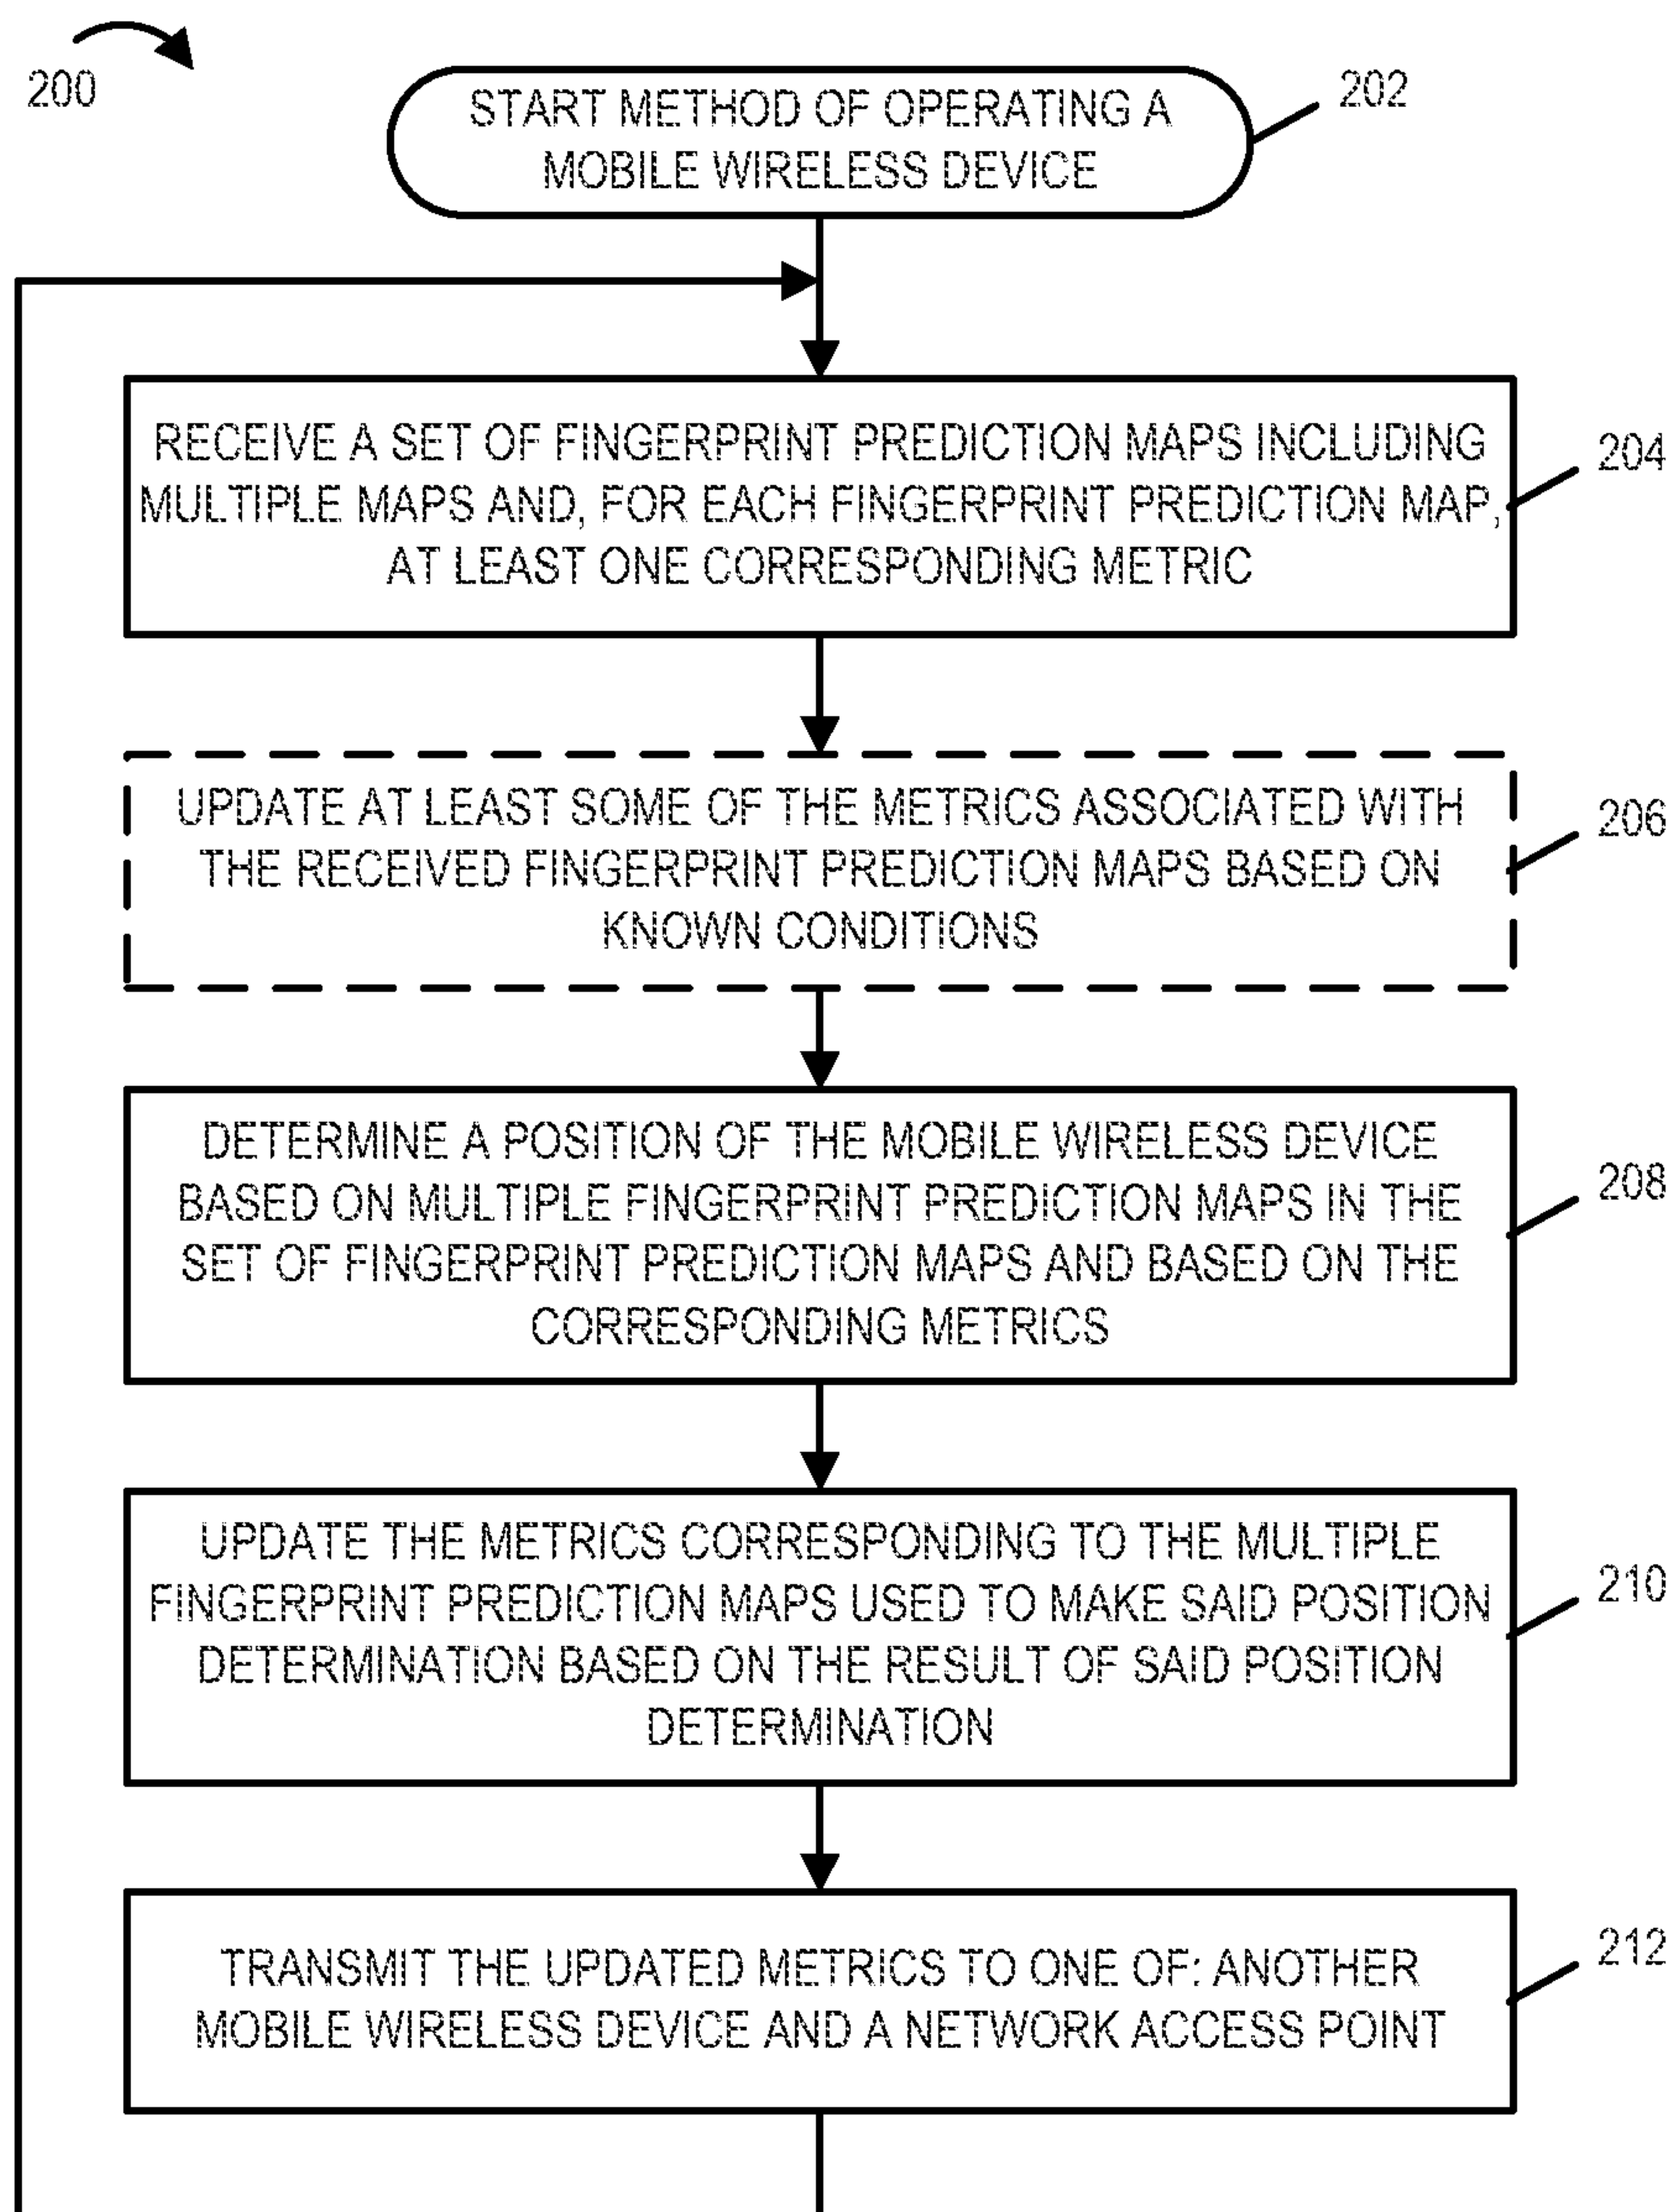 200
START METHOD OF OPERATING A
MOBILE WIRELESS DEVICE
202
RECEIVE A SET OF FINGERPRINT PREDICTION MAPS INCLUDING
MULTIPLE MAPS AND, FOR EACH FINGERPRINT PREDICTION MAP,
AT LEAST ONE CORRESPONDING METRIC
204
UPDATE AT LEAST SOME OF THE METRICS ASSOCIATED WITH
THE RECEIVED FINGERPRINT PREDICTION MAPS BASED ON
KNOWN CONDITIONS
206
DETERMINE A POSITION OF THE MOBILE WIRELESS DEVICE
BASED ON MULTIPLE FINGERPRINT PREDICTION MAPS IN THE
SET OF FINGERPRINT PREDICTION MAPS AND BASED ON THE
CORRESPONDING METRICS
208
UPDATE THE METRICS CORRESPONDING TO THE MULTIPLE
FINGERPRINT PREDICTION MAPS USED TO MAKE SAID POSITION
DETERMINATION BASED ON THE RESULT OF SAID POSITION
DETERMINATION
210
TRANSMIT THE UPDATED METRICS TO ONE OF: ANOTHER
MOBILE WIRELESS DEVICE AND A NETWORK ACCESS POINT
212